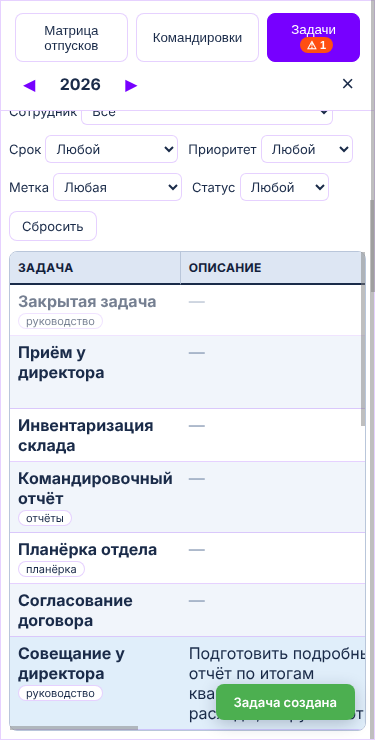 Матрица
отпусков
Командировки
Задачи
⚠ 1
◀ 2026 ▶ ×
Сотрудник Все
Срок Любой Приоритет Любой
Метка Любая Статус Любой
Сбросить
ЗАДАЧА ОПИСАНИЕ
Закрытая задача —
руководство
Приём у —
директора
Инвентаризация —
склада
Командировочный —
отчёт
отчёты
Планёрка отдела —
планёрка
Согласование —
договора
Совещание у
директора
руководство
Подготовить подробны
отчёт по итогам
Задача создана